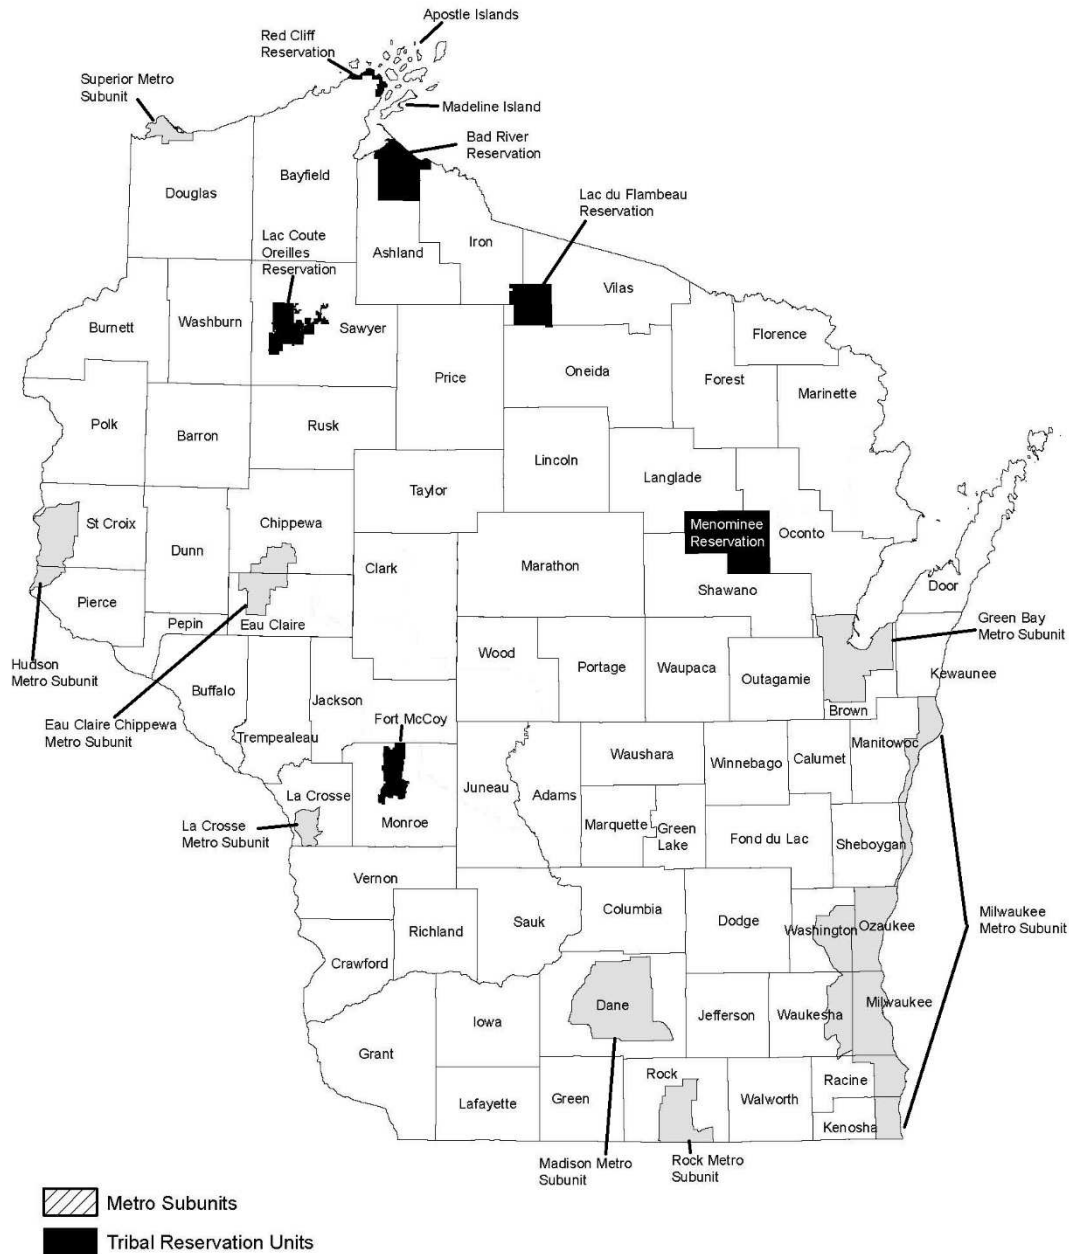 Apostle Islands
Red Cliff
Reservation
Superior Metro
Subunit
Madeline Island
Bad River
Reservation
Bayfield
Douglas
Lac du Flambeau
Reservation
Lac Coute
Oreilles
Reservation
Ashland
Iron
Vilas
Burnett
Washburn
Sawyer
Florence
Price
Oneida
Forest
Marinette
Polk
Barron
Rusk
Lincoln
Langlade
Taylor
St Croix
Chippewa
Menominee
Reservation
Oconto
Dunn
Clark
Marathon
Shawano
Door
Pierce
Pepin
Eau Claire
Green Bay
Metro Subunit
Hudson
Metro Subunit
Wood
Portage
Waupaca
Outagamie
Kewaunee
Buffalo
Jackson
Brown
Eau Claire Chippewa
Metro Subunit
Trempealeau
Fort McCoy
Waushara
Winnebago
Calumet
Manitowoc
La Crosse
Juneau
Adams
La Crosse
Metro Subunit
Monroe
Marquette
Green
Lake
Fond du Lac
Sheboygan
Vernon
Columbia
Dodge
Washington
Ozaukee
Milwaukee
Metro Subunit
Richland
Sauk
Crawford
Dane
Jefferson
Waukesha
Milwaukee
Iowa
Grant
Rock
Racine
Lafayette
Green
Walworth
Kenosha
Madison Metro
Subunit
Rock Metro
Subunit
Metro Subunits
Tribal Reservation Units